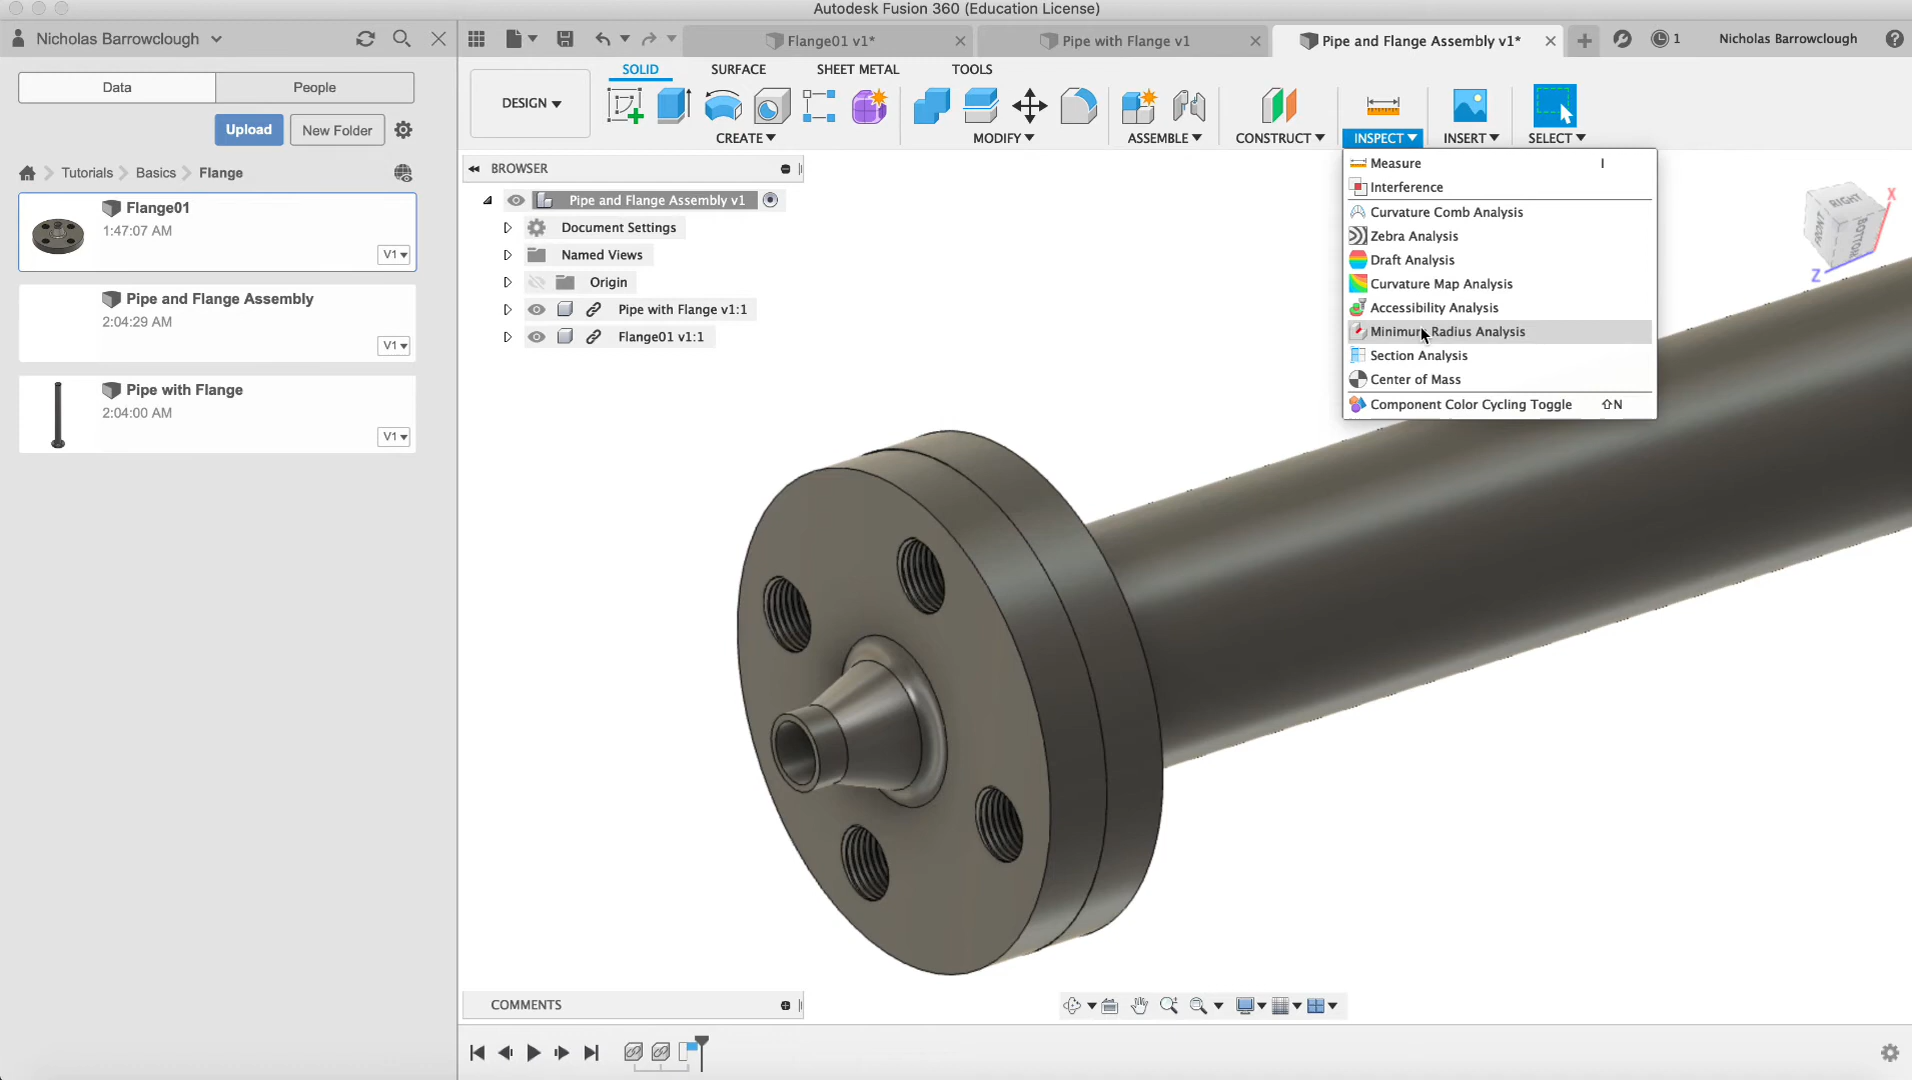 Autodesk Fusion 360 (Education License)
Nicholas Barrowclough
Flange01 v1*
Pipe with Flange v1
Pipe and Flange Assembly v1*
1
Nicholas Barrowclough
Data
People
SOLID
SURFACE
SHEET METAL
TOOLS
Upload
New Folder
DESIGN
CREATE
MODIFY
ASSEMBLE
CONSTRUCT
INSPECT
INSERT
SELECT
Tutorials
Basics
Flange
Flange01
1:47:07 AM
V1
Pipe and Flange Assembly
2:04:29 AM
V1
Pipe with Flange
2:04:00 AM
V1
BROWSER
Pipe and Flange Assembly v1
Document Settings
Named Views
Origin
Pipe with Flange v1:1
Flange01 v1:1
Measure I
Interference
Curvature Comb Analysis
Zebra Analysis
Draft Analysis
Curvature Map Analysis
Accessibility Analysis
Minimum Radius Analysis
Section Analysis
Center of Mass
Component Color Cycling Toggle ⇧N
RIGHT
BOTTOM
X
Z
COMMENTS